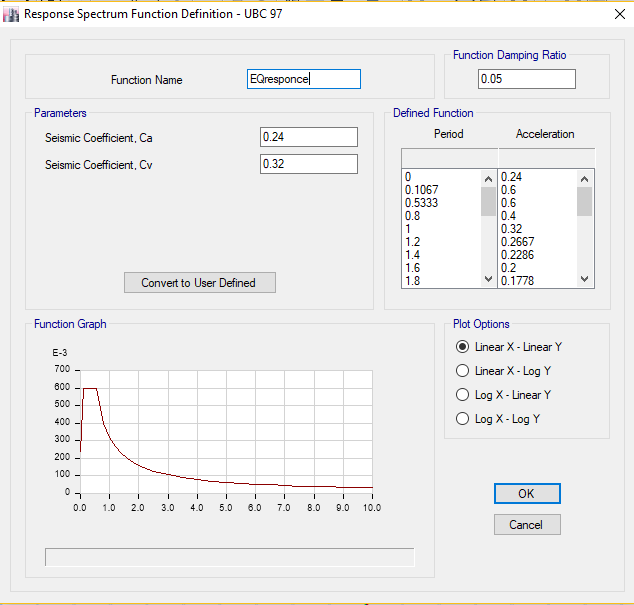 Response Spectrum Function Definition - UBC 97
Function Name
EQresponce
Function Damping Ratio
0.05
Parameters
Seismic Coefficient, Ca
0.24
Seismic Coefficient, Cv
0.32
Convert to User Defined
Defined Function
Period Acceleration
0 0.24
0.1067 0.6
0.5333 0.6
0.8 0.4
1 0.32
1.2 0.2667
1.4 0.2286
1.6 0.2
1.8 0.1778
Function Graph
E-3
700
600
500
400
300
200
100
0
0.0 1.0 2.0 3.0 4.0 5.0 6.0 7.0 8.0 9.0 10.0
Plot Options
Linear X - Linear Y
Linear X - Log Y
Log X - Linear Y
Log X - Log Y
OK
Cancel